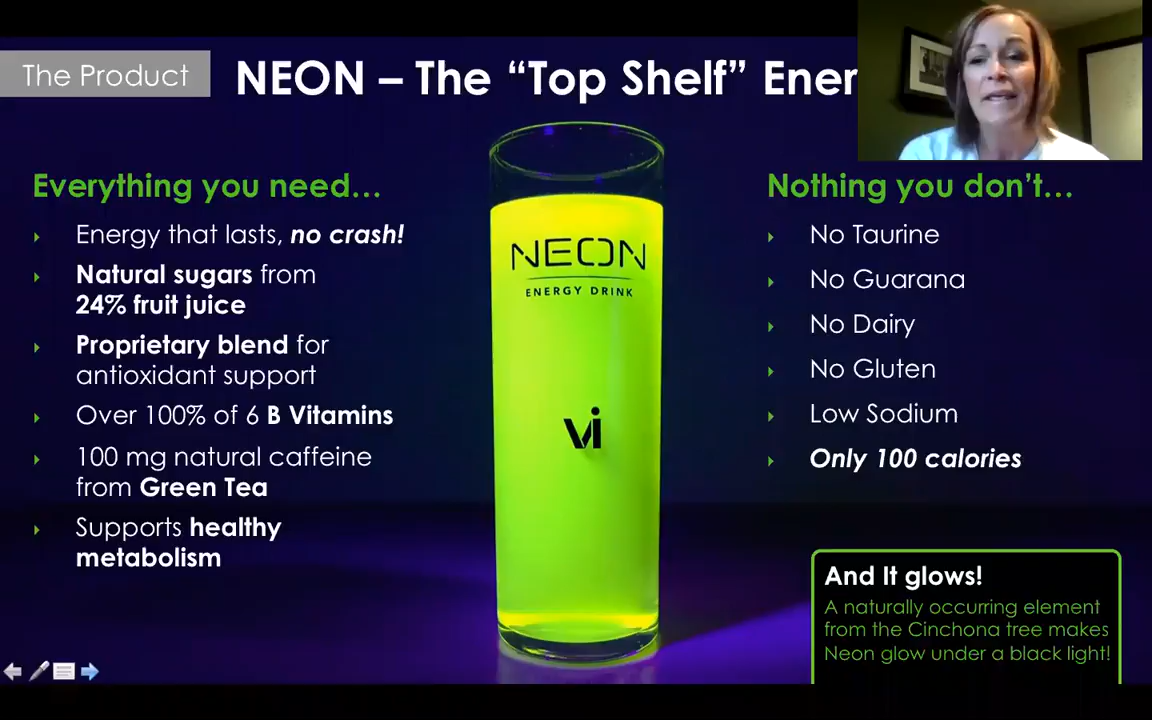 The Product
NEON – The “Top Shelf” Ener
Everything you need…
Energy that lasts, no crash!
Natural sugars from
24% fruit juice
Proprietary blend for
antioxidant support
Over 100% of 6 B Vitamins
100 mg natural caffeine
from Green Tea
Supports healthy
metabolism
NEON
ENERGY DRINK
vi
Nothing you don’t…
No Taurine
No Guarana
No Dairy
No Gluten
Low Sodium
Only 100 calories
And It glows!
A naturally occurring element
from the Cinchona tree makes
Neon glow under a black light!